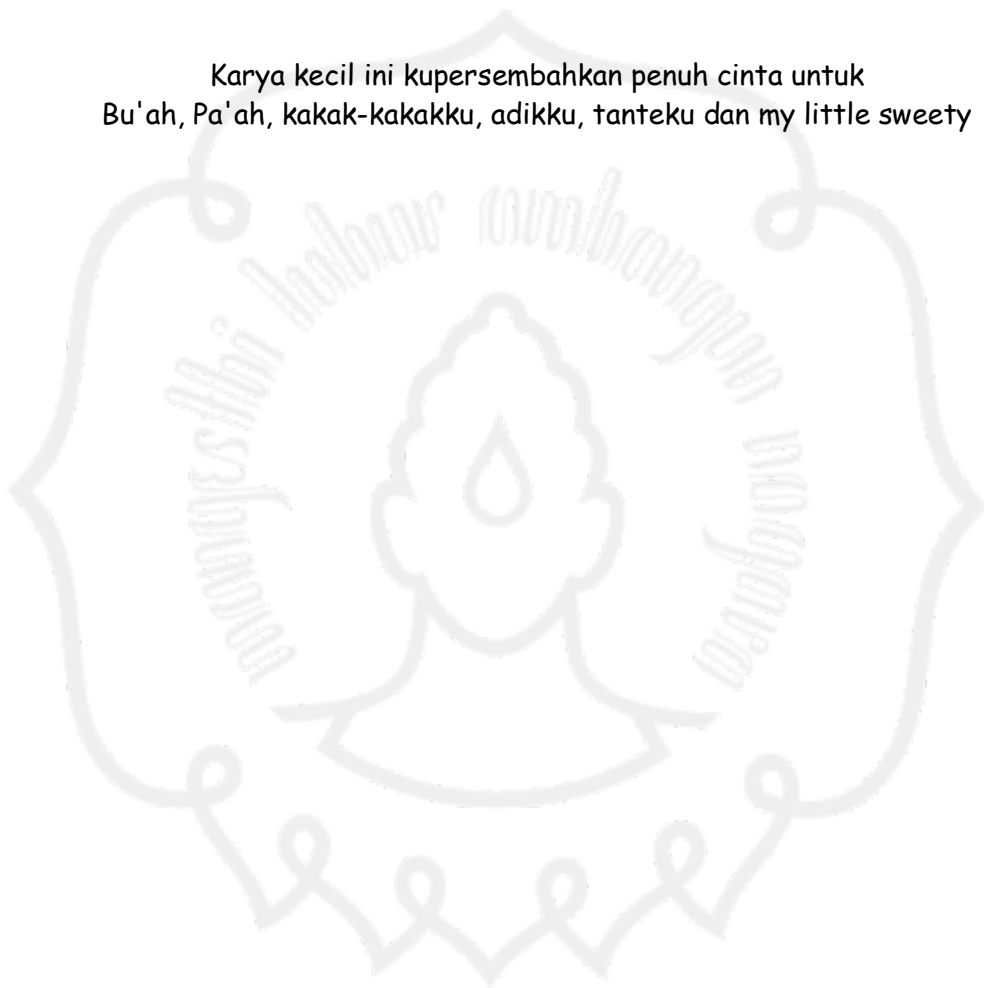 Karya kecil ini kupersembahkan penuh cinta untuk
Bu'ah, Pa'ah, kakak-kakakku, adikku, tanteku dan my little sweety